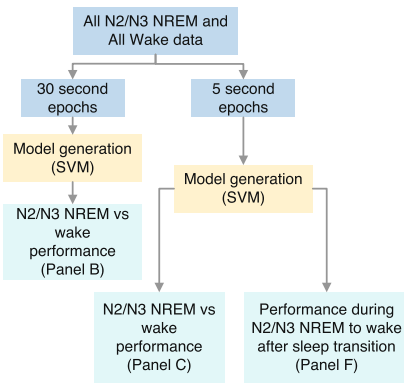 All N2/N3 NREM and
All Wake data
30 second
epochs
5 second
epochs
Model generation
(SVM)
Model generation
(SVM)
N2/N3 NREM vs
wake
performance
(Panel B)
N2/N3 NREM vs
wake
performance
(Panel C)
Performance during
N2/N3 NREM to wake
after sleep transition
(Panel F)